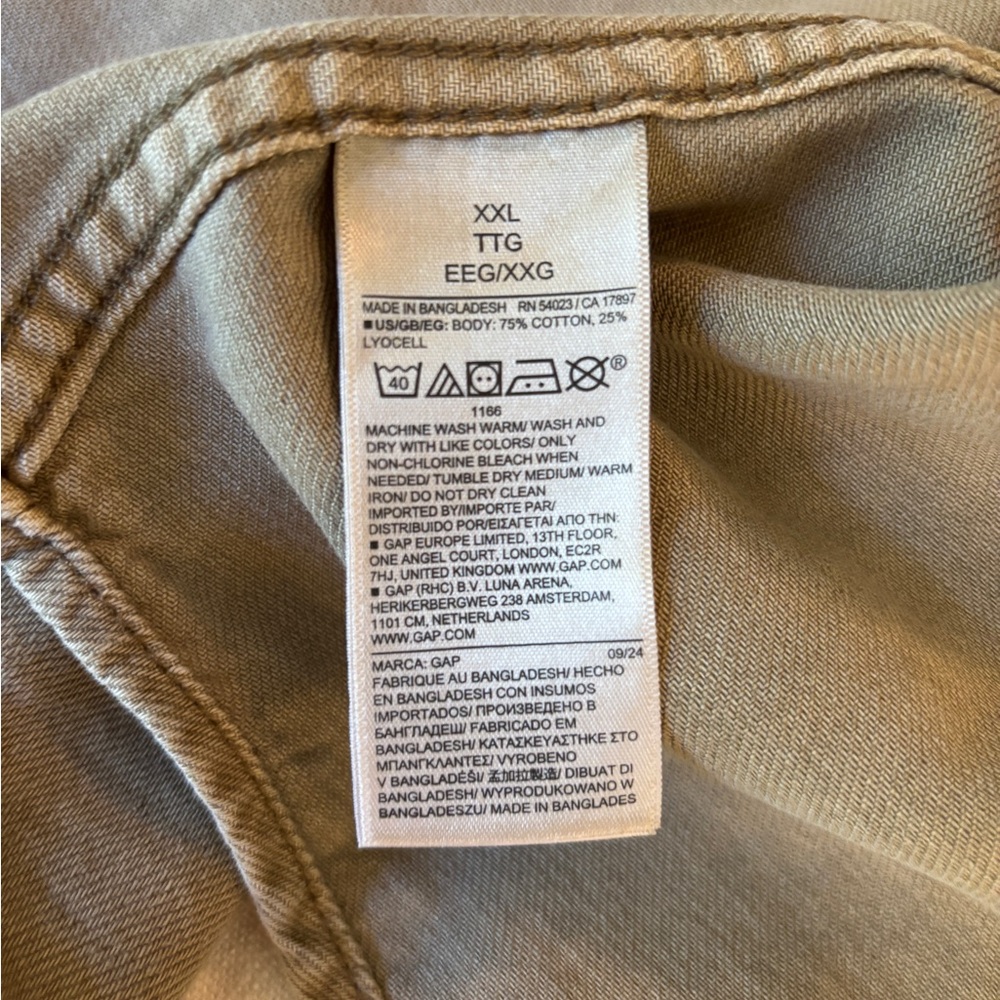 XXL
TTG
EEG/XXG
MADE IN BANGLADESH RN 54023 / CA 17897
■ US/GB/EG: BODY: 75% COTTON, 25%
LYOCELL
40 ®
1166
MACHINE WASH WARM/ WASH AND
DRY WITH LIKE COLORS/ ONLY
NON-CHLORINE BLEACH WHEN
NEEDED/ TUMBLE DRY MEDIUM/ WARM
IRON/ DO NOT DRY CLEAN
IMPORTED BY/IMPORTE PAR/
DISTRIBUIDO POR/ΕΙΣΑΓΕΤΑΙ ΑΠΟ ΤΗΝ:
■ GAP EUROPE LIMITED, 13TH FLOOR,
ONE ANGEL COURT, LONDON, EC2R
7HJ, UNITED KINGDOM WWW.GAP.COM
■ GAP (RHC) B.V. LUNA ARENA,
HERIKERBERGWEG 238 AMSTERDAM,
1101 CM, NETHERLANDS
WWW.GAP.COM
09/24
MARCA: GAP
FABRIQUE AU BANGLADESH/ HECHO
EN BANGLADESH CON INSUMOS
IMPORTADOS/ ПРОИЗВЕДЕНО В
БАНГЛАДЕШ/ FABRICADO EM
BANGLADESH/ ΚΑΤΑΣΚΕΥΑΣΤΗΚΕ ΣΤΟ
ΜΠΑΝΓΚΛΑΝΤΕΣ/ VYROBENO
V BANGLADÉŠI/ 孟加拉製造/ DIBUAT DI
BANGLADESH/ WYPRODUKOWANO W
BANGLADESZU/ MADE IN BANGLADES